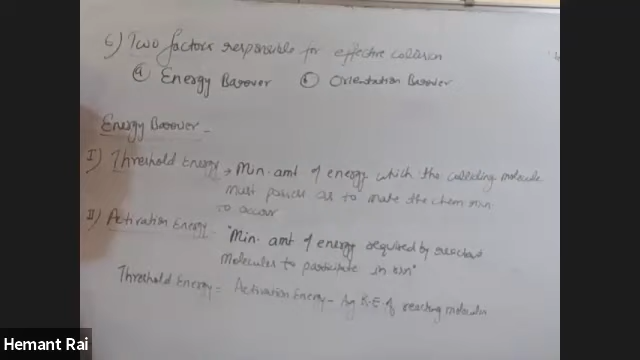 6) Two factors responsible for effective collision
(a) Energy Barrier (b) Orientation Barrier
Energy Barrier -
I) Threshold Energy → Min. amt of energy which the colliding molecule
must posses as to make the chem rxn
to occur
II) Activation Energy - "Min. amt of energy required by reactant
molecules to participate in rxn"
Threshold Energy = Activation Energy - Avg K.E. of reacting molecules
Hemant Rai